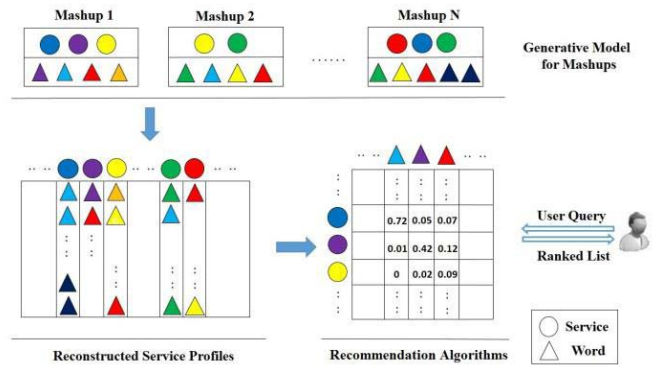 Mashup 1
Mashup 2
Mashup N
......
Generative Model
for Mashups
0.72 0.05 0.07
0.01 0.42 0.12
0 0.02 0.09
User Query
Ranked List
Service
Word
Reconstructed Service Profiles
Recommendation Algorithms